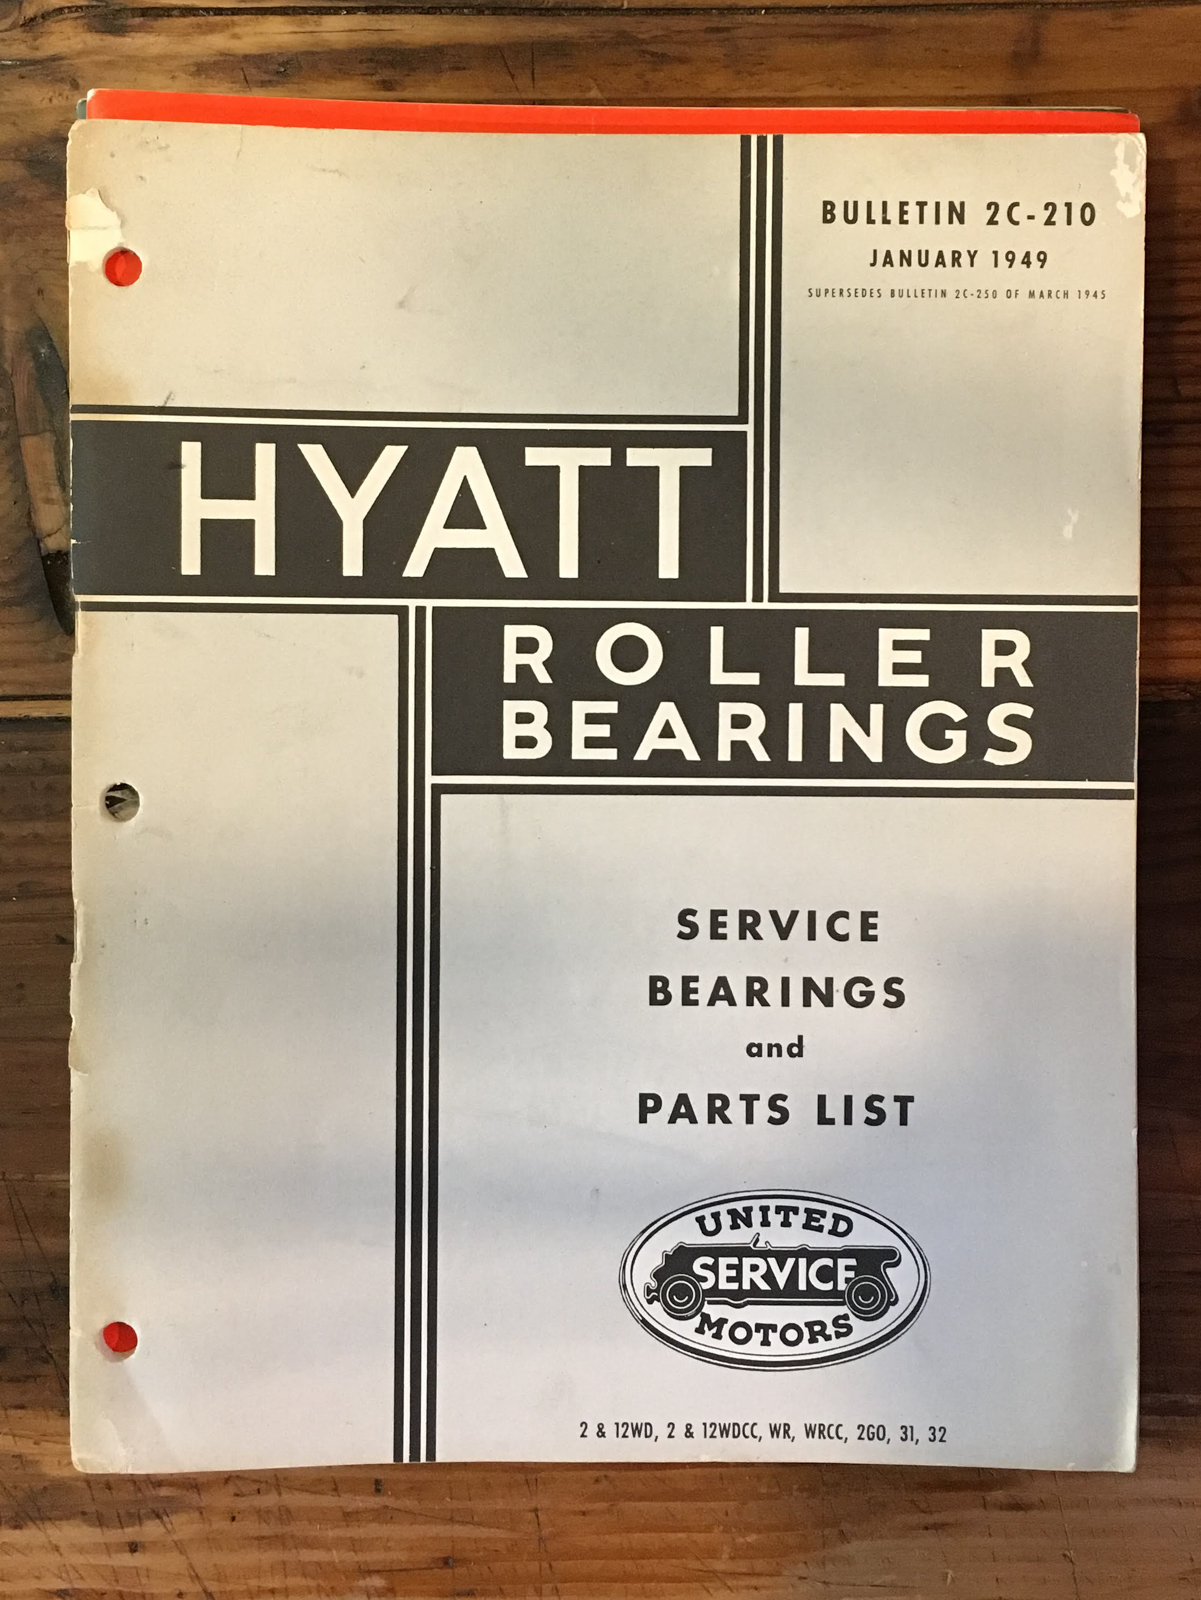 BULLETIN 2C-210
JANUARY 1949
SUPERSEDES BULLETIN 2C-250 OF MARCH 1945
HYATT
ROLLER
BEARINGS
SERVICE
BEARINGS
and
PARTS LIST
UNITED
SERVICE
MOTORS
2 & 12WD, 2 & 12WDCC, WR, WRCC, 2GO, 31, 32